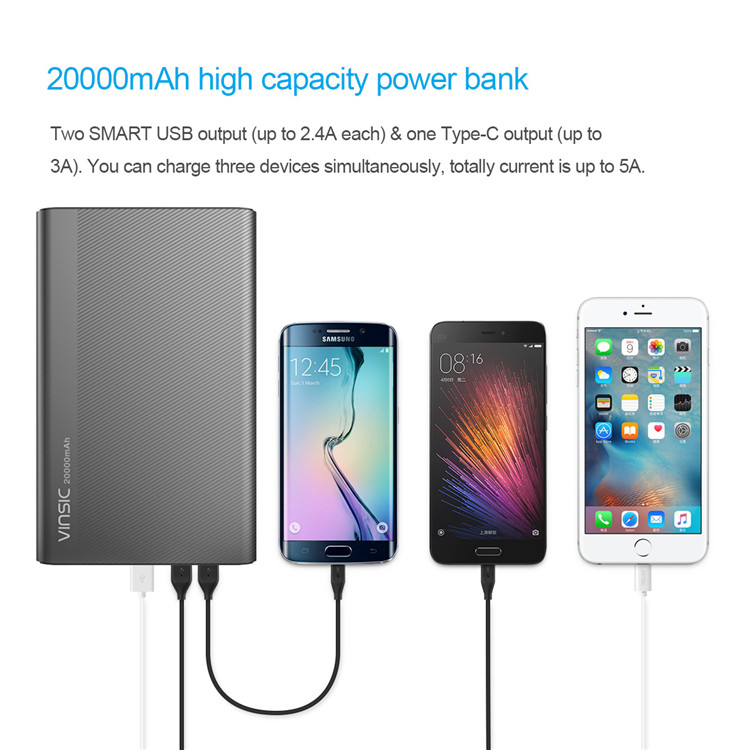 20000mAh high capacity power bank
Two SMART USB output (up to 2.4A each) & one Type-C output (up to
3A). You can charge three devices simultaneously, totally current is up to 5A.
VINSIC 20000mAh
SAMSUNG
12:45
08:16